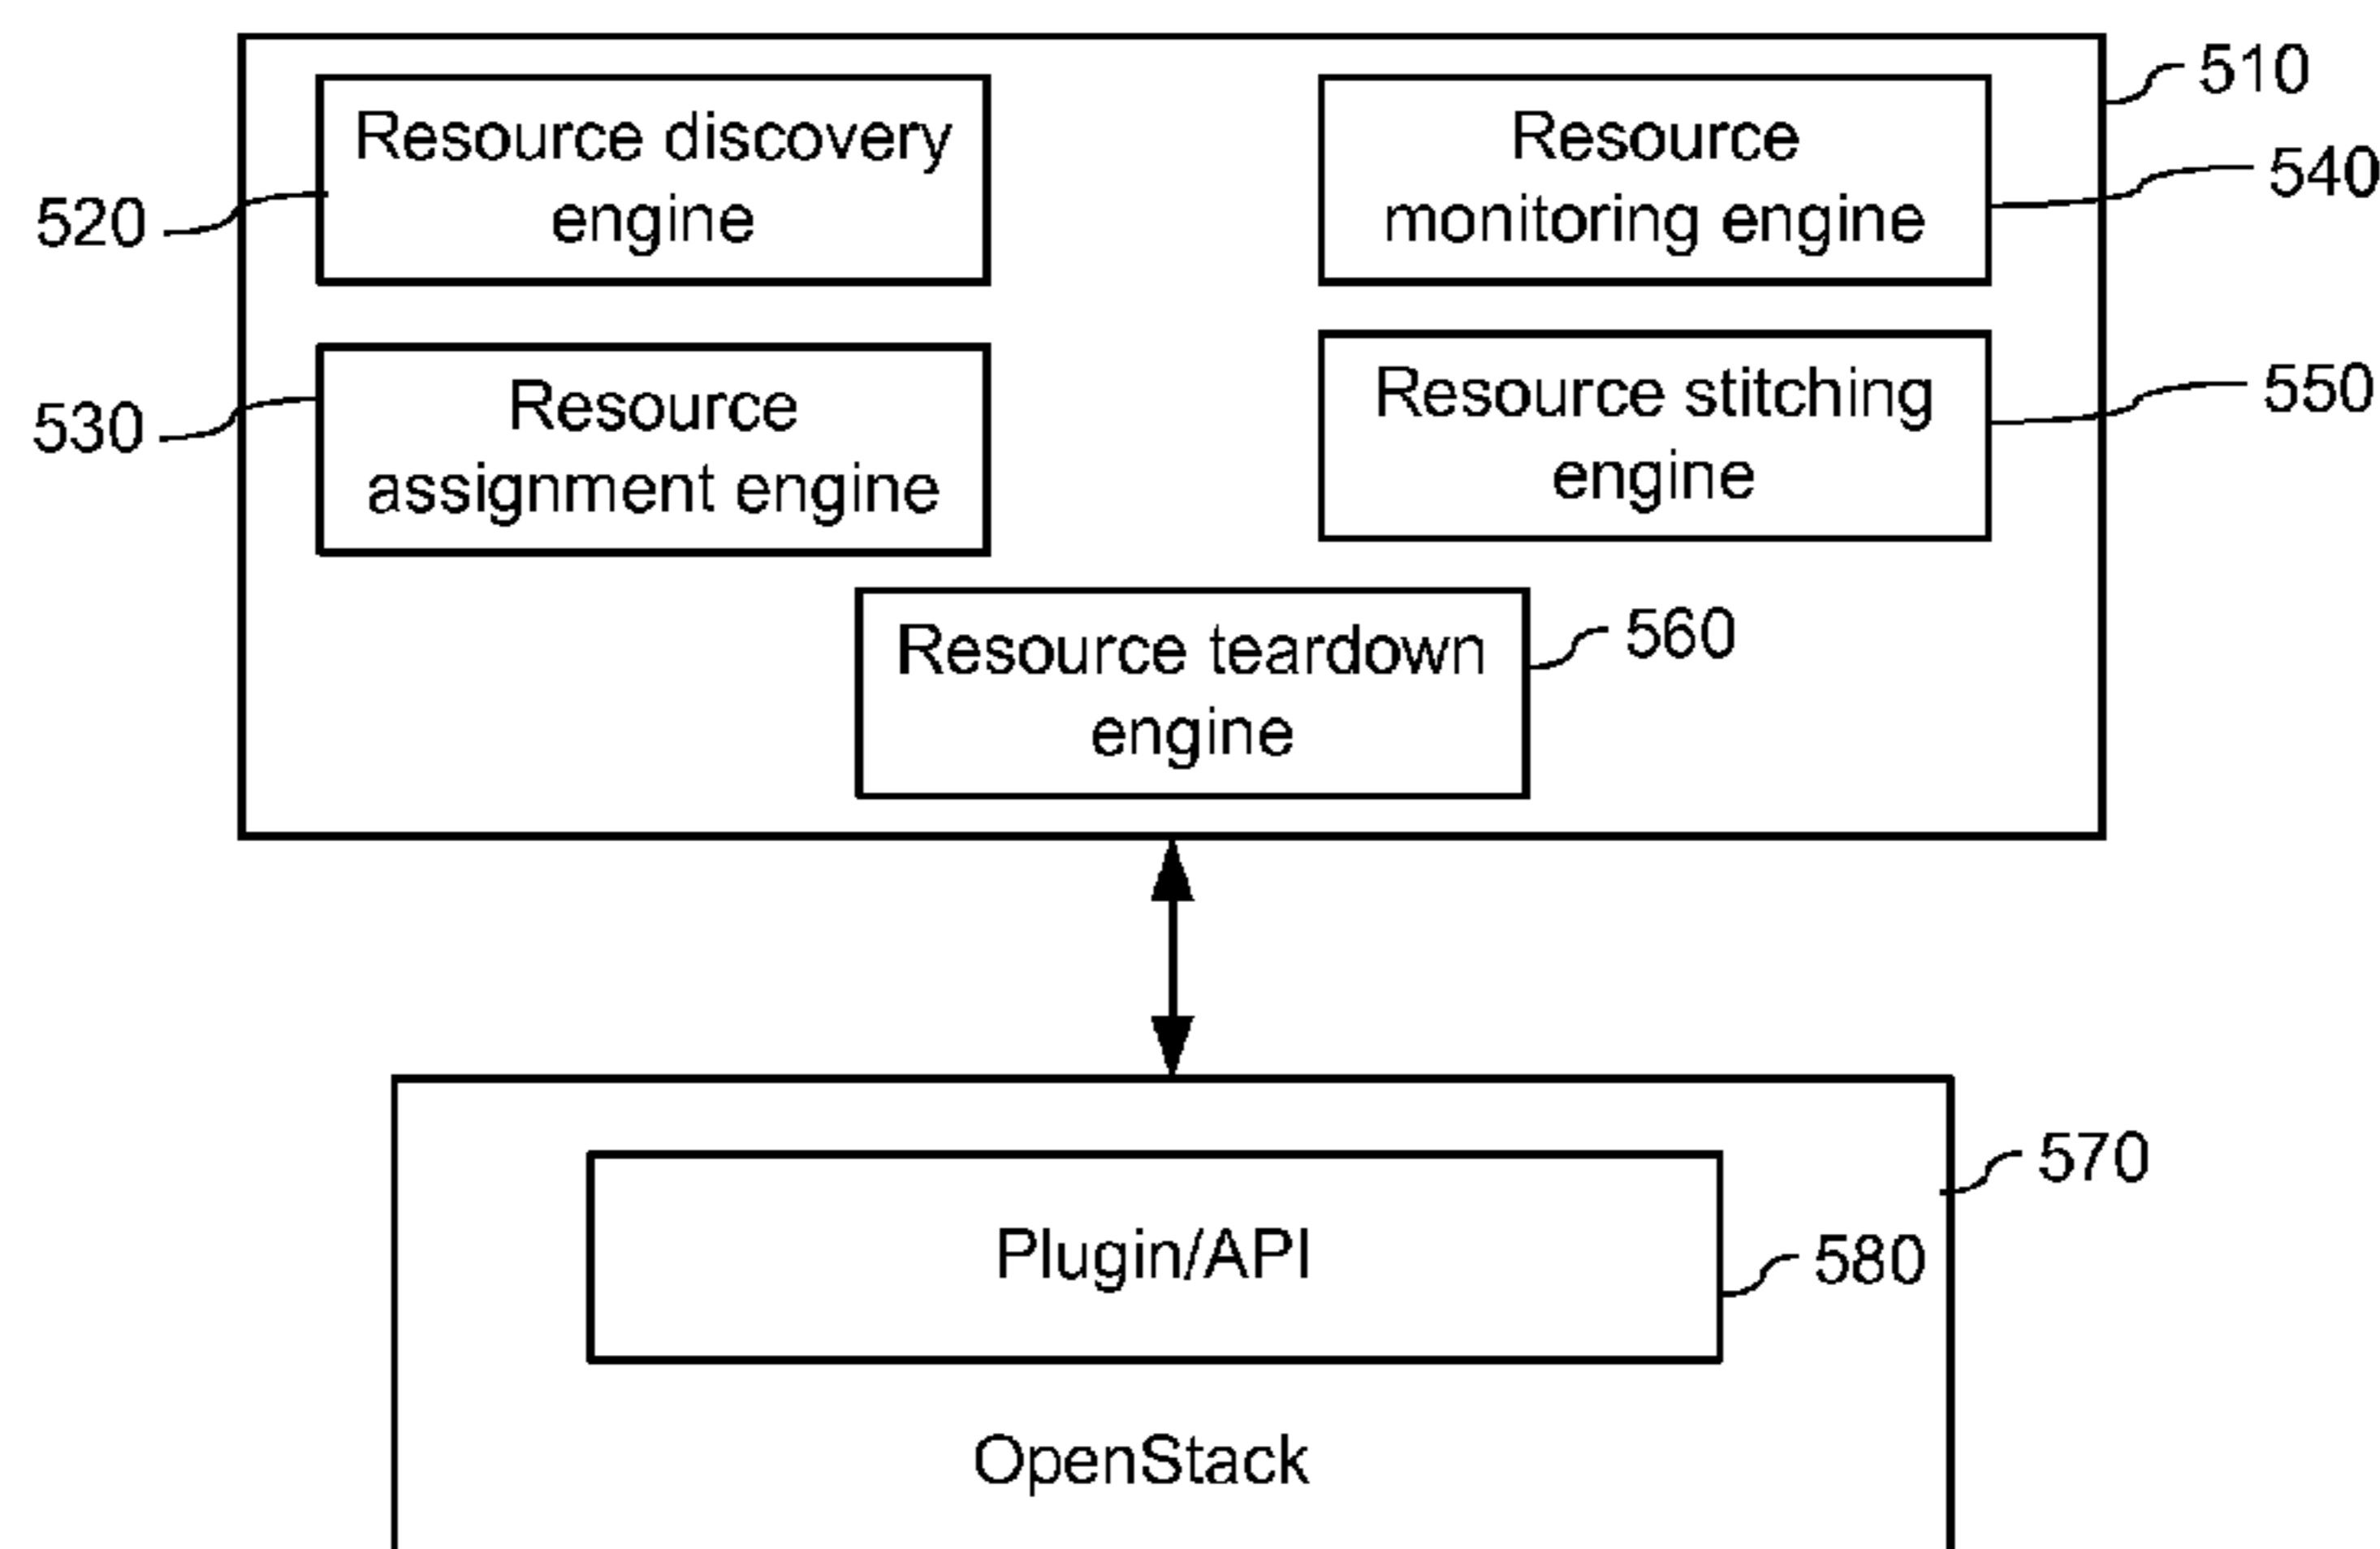 510
Resource discovery
engine
520
Resource
monitoring engine
540
Resource
assignment engine
530
Resource stitching
engine
550
Resource teardown
engine
560
570
Plugin/API
580
OpenStack